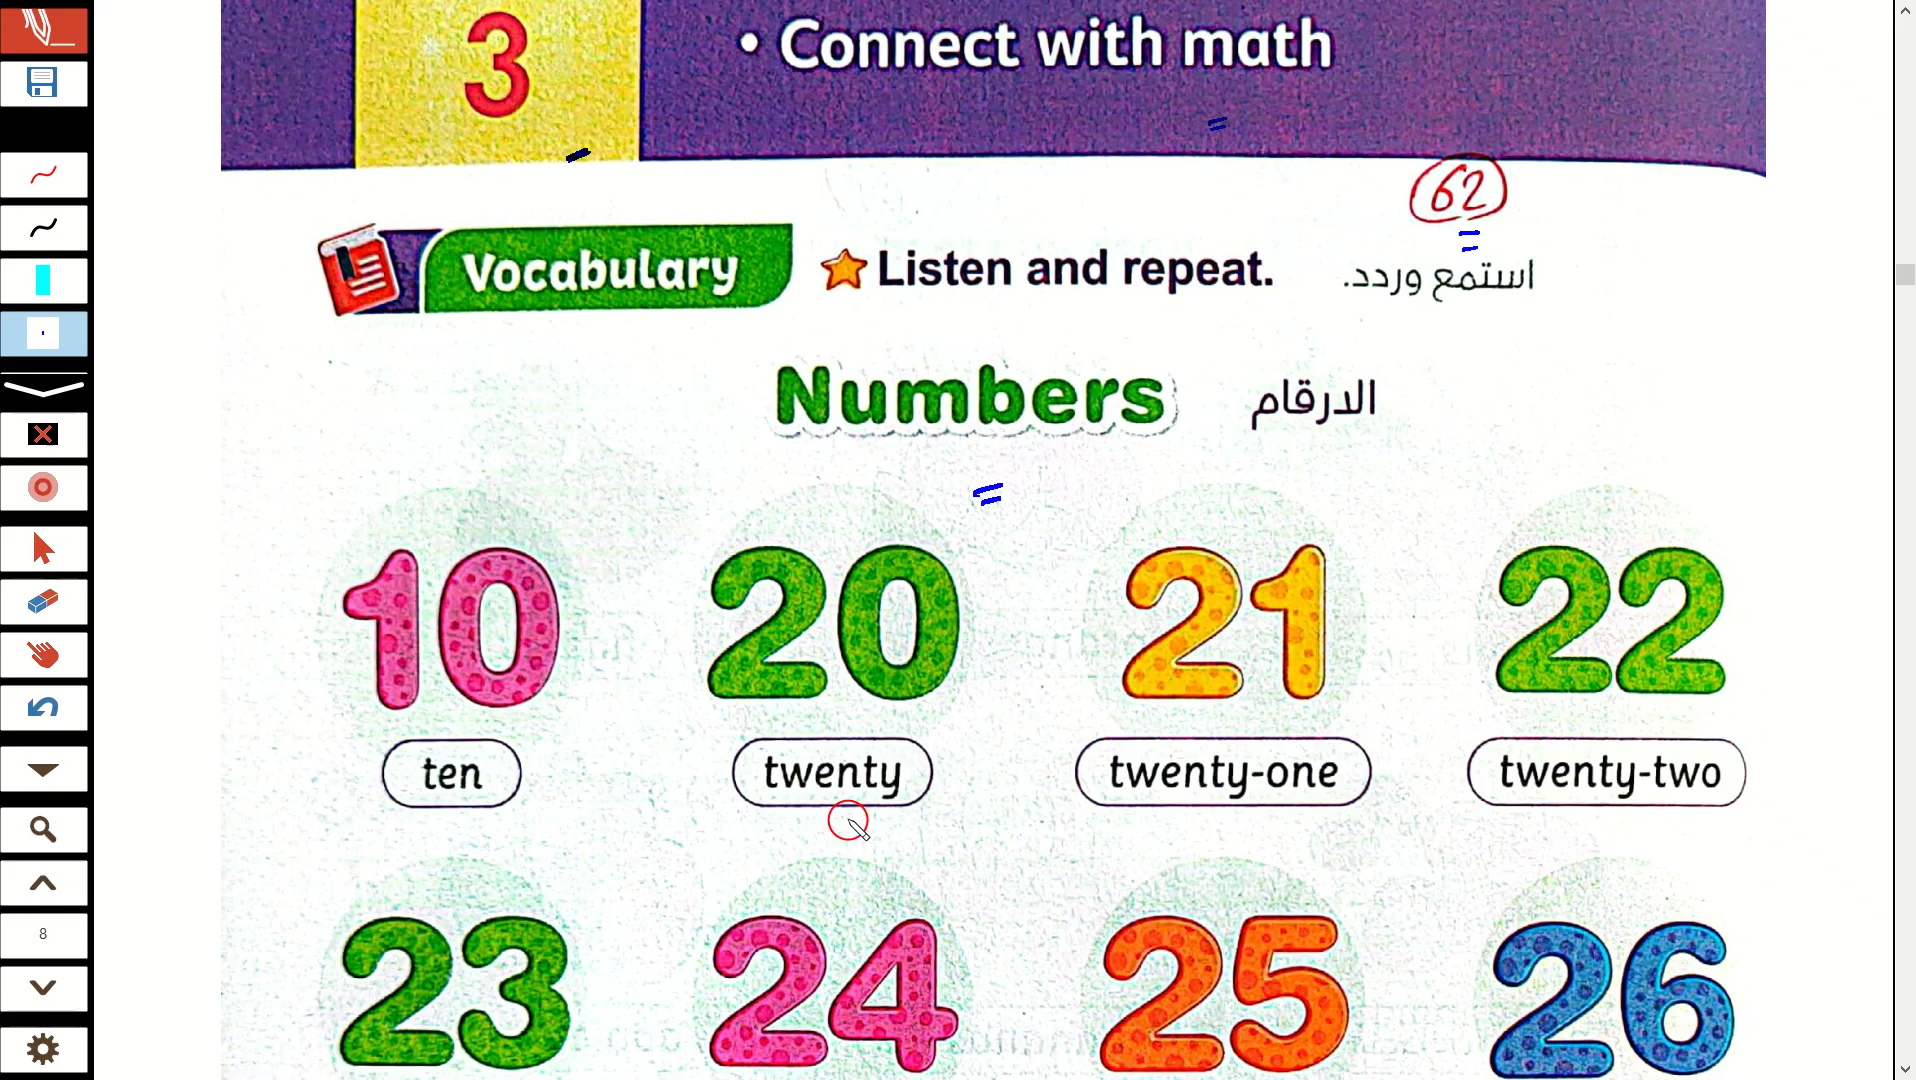 3
• Connect with math
62
Vocabulary
Listen and repeat.
استمع وردد.
Numbers
الارقام
10 20 21 22
ten twenty twenty-one twenty-two
23 24 25 26
8